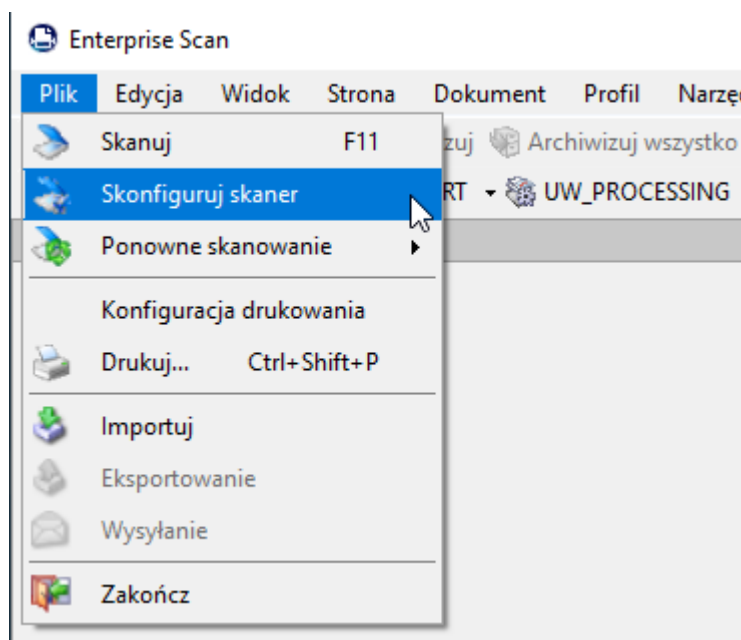 Enterprise Scan
Plik Edycja Widok Strona Dokument Profil
Skanuj F11
Archiwizuj wszystko
Skonfiguruj skaner
UW_PROCESSING
Ponowne skanowanie
Konfiguracja drukowania
Drukuj... Ctrl+Shift+P
Importuj
Eksportowanie
Wysyłanie
Zakończ